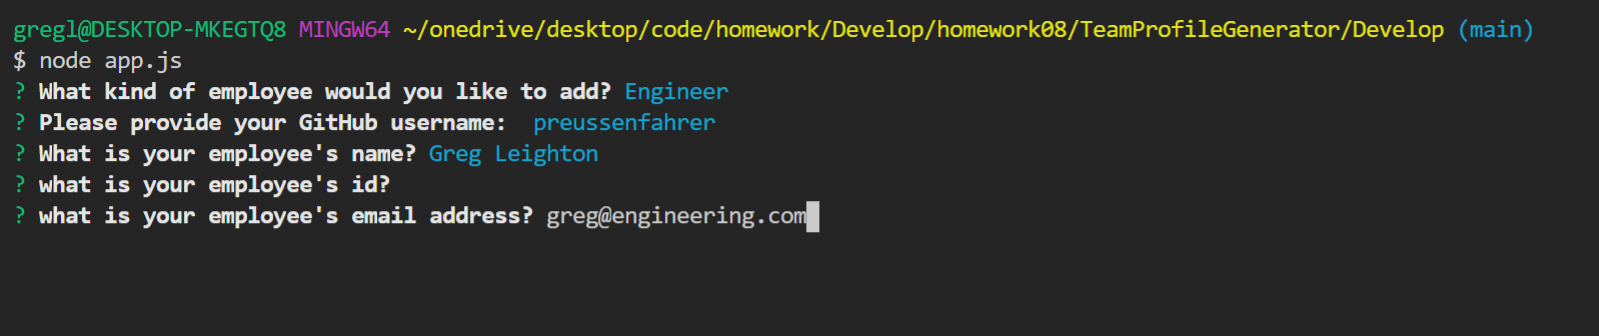 gregl@DESKTOP-MKEGTQ8 MINGW64 ~/onedrive/desktop/code/homework/Develop/homework08/TeamProfileGenerator/Develop (main)
$ node app.js
? What kind of employee would you like to add? Engineer
? Please provide your GitHub username:  preussenfahrer
? What is your employee's name? Greg Leighton
? what is your employee's id?
? what is your employee's email address? greg@engineering.com